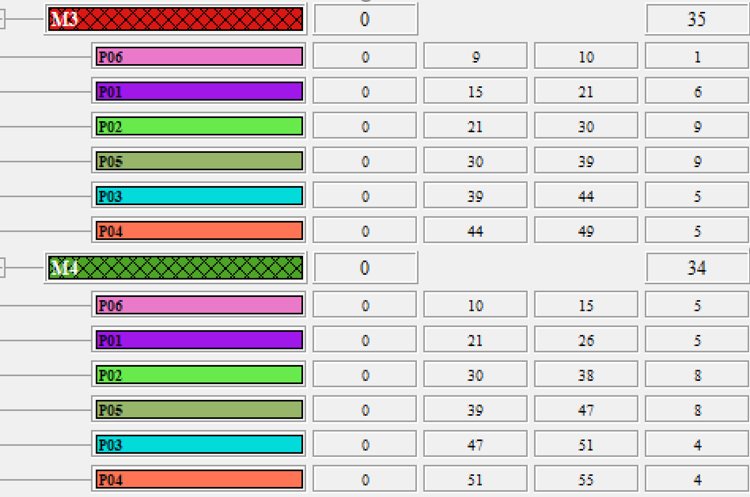 M3 0 35
P06 0 9 10 1
P01 0 15 21 6
P02 0 21 30 9
P05 0 30 39 9
P03 0 39 44 5
P04 0 44 49 5
M4 0 34
P06 0 10 15 5
P01 0 21 26 5
P02 0 30 38 8
P05 0 39 47 8
P03 0 47 51 4
P04 0 51 55 4